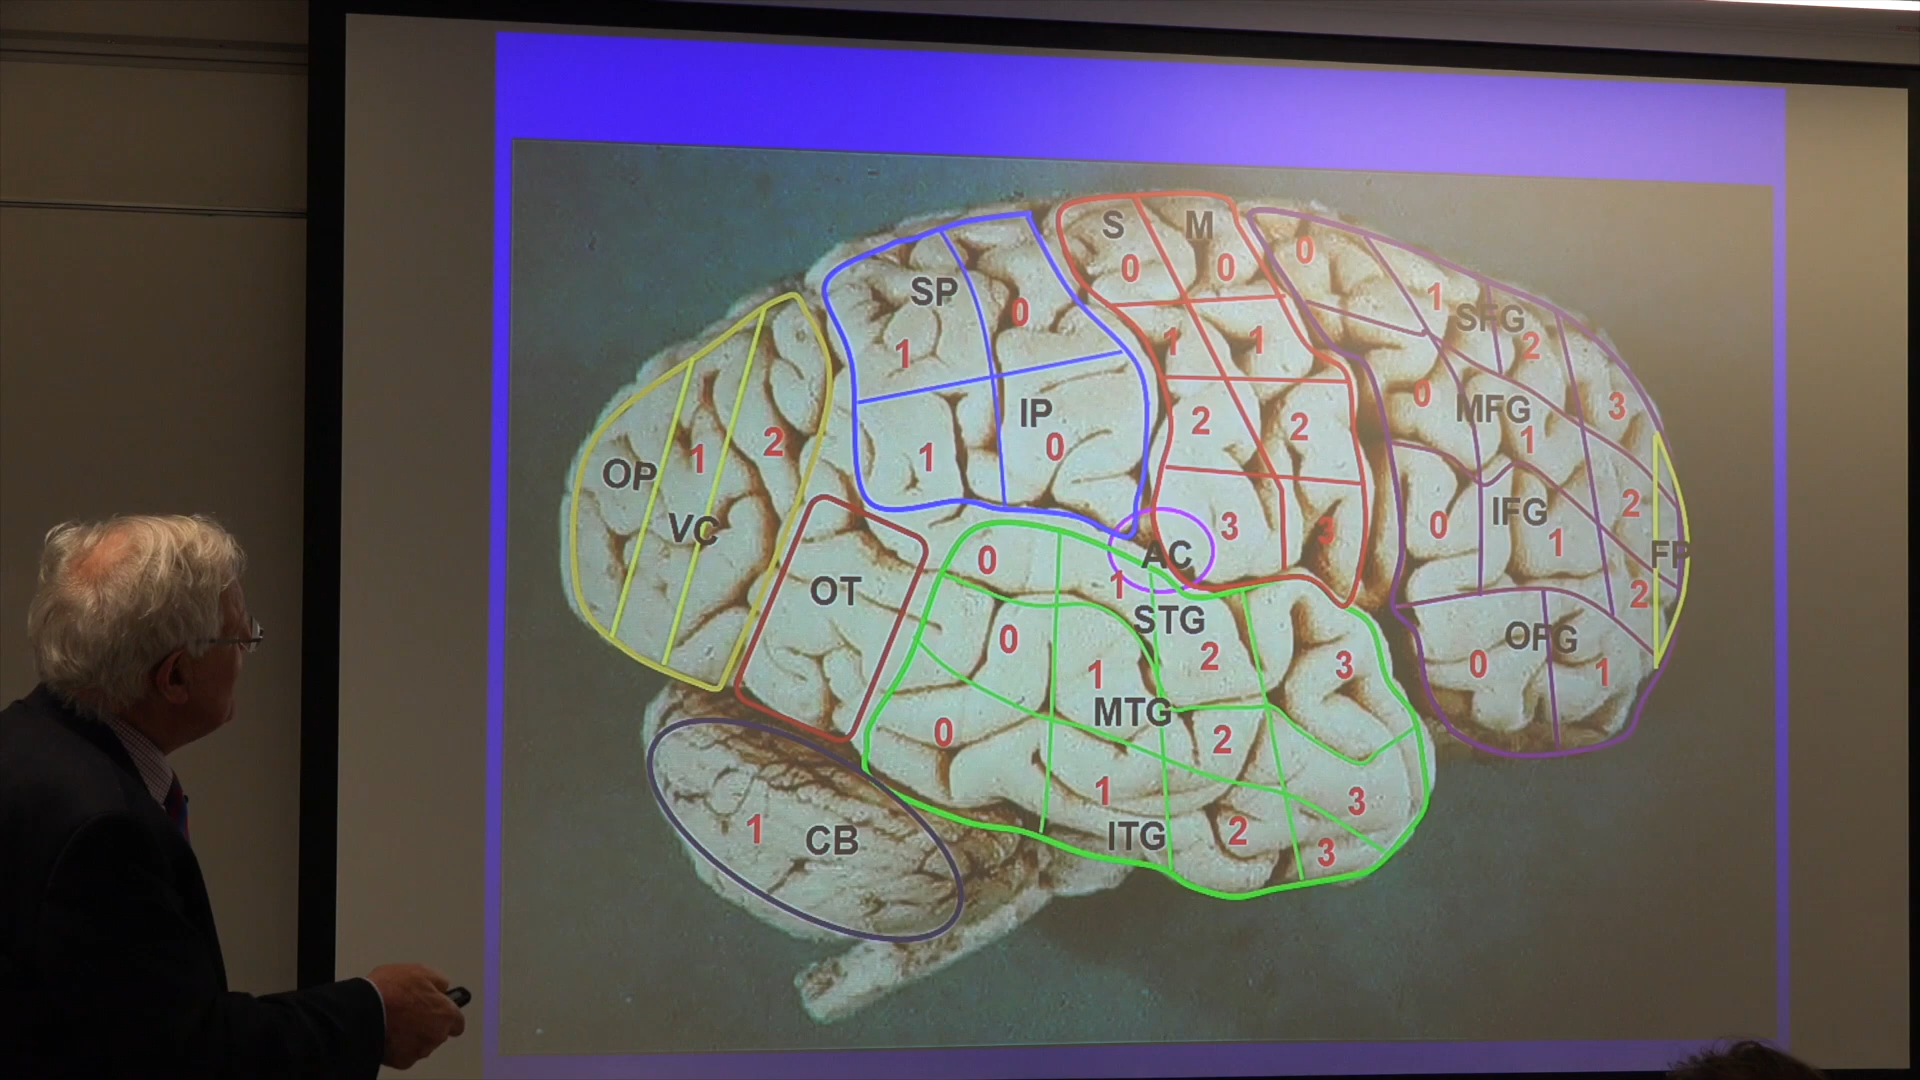 S M
0 0 0
SP
0
1
1 SFG
1 1 2
0 MFG 3
IP
2 2 1
OP 1 2
1 0
VC
3 3 0 IFG 1 2
0 AC FP
1
OT 2
STG
0 1 2 3 0 OFG 1
MTG
0 2
1 3
1 CB ITG 2 3